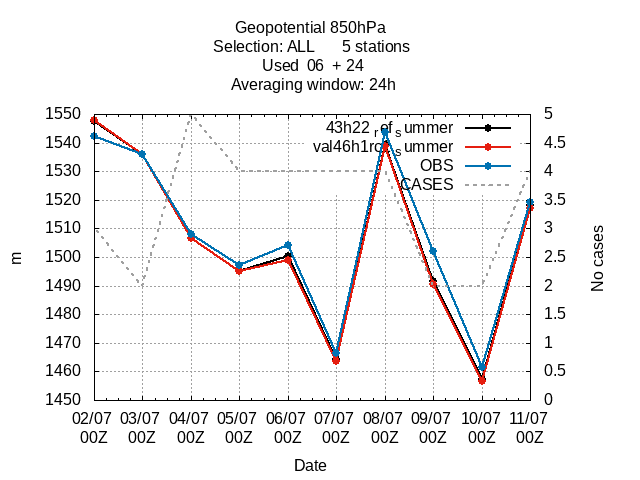 Geopotential 850hPa
Selection: ALL 5 stations
Used 06 + 24
Averaging window: 24h
43h22 ref summer
OBS
CASES
1550
1540
1530
1520
1510
1500
1490
1480
1470
1460
1450
5
4.5
4
3.5
3
2.5
2
1.5
1
0.5
0
m
No cases
02/07 03/07 04/07 05/07 06/07 07/07 08/07 09/07 10/07 11/07
00Z 00Z 00Z 00Z 00Z 00Z 00Z 00Z 00Z 00Z
Date